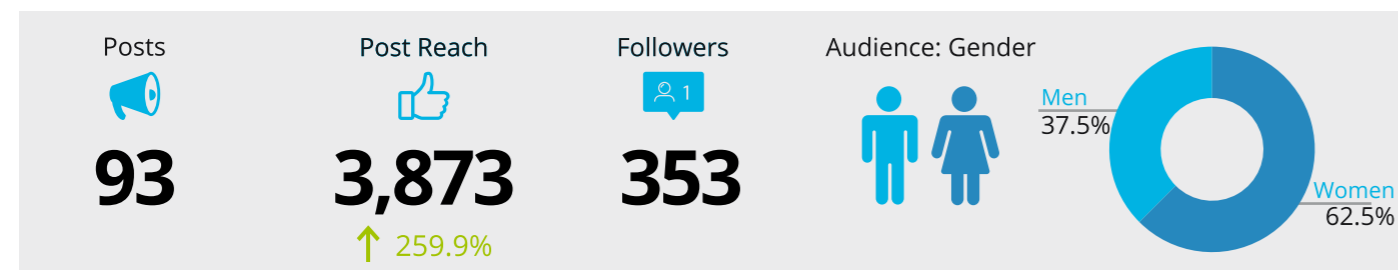 Posts
93
Post Reach
3,873
↑ 259.9%
Followers
1
353
Audience: Gender
Men
37.5%
Women
62.5%